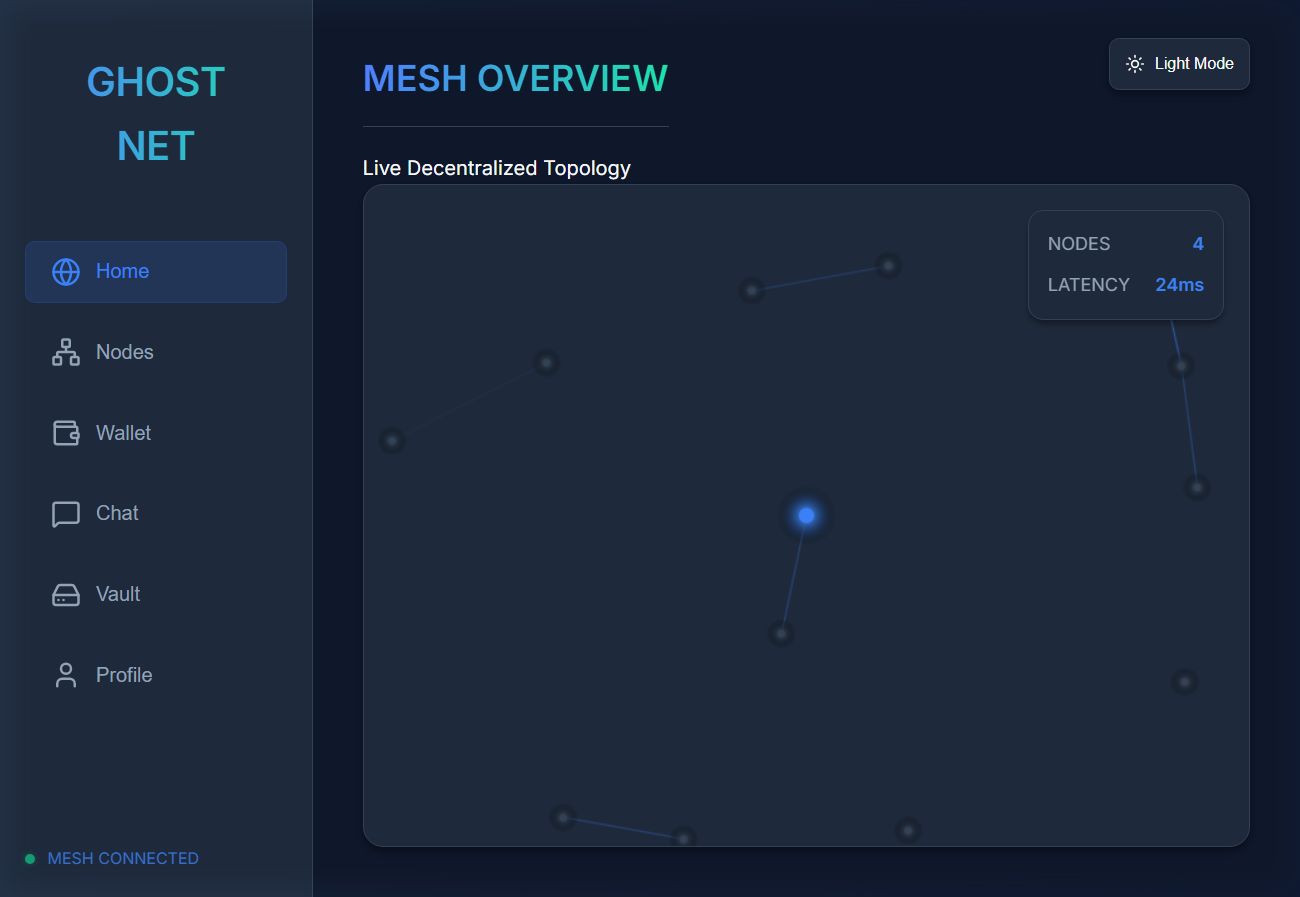 GHOST
NET
Home
Nodes
Wallet
Chat
Vault
Profile
MESH CONNECTED
MESH OVERVIEW
Light Mode
Live Decentralized Topology
NODES 4
LATENCY 24ms